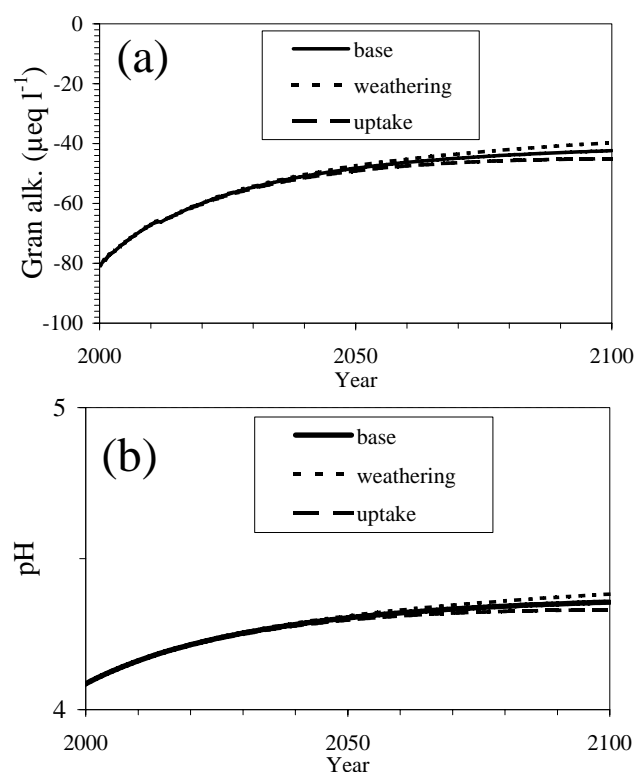 0
(a)
base
weathering
uptake
-20
-40
-60
-80
-100
Gran alk. (µeq l⁻¹)
2000
2050
2100
Year
5
(b)
base
weathering
uptake
pH
4
2000
2050
2100
Year